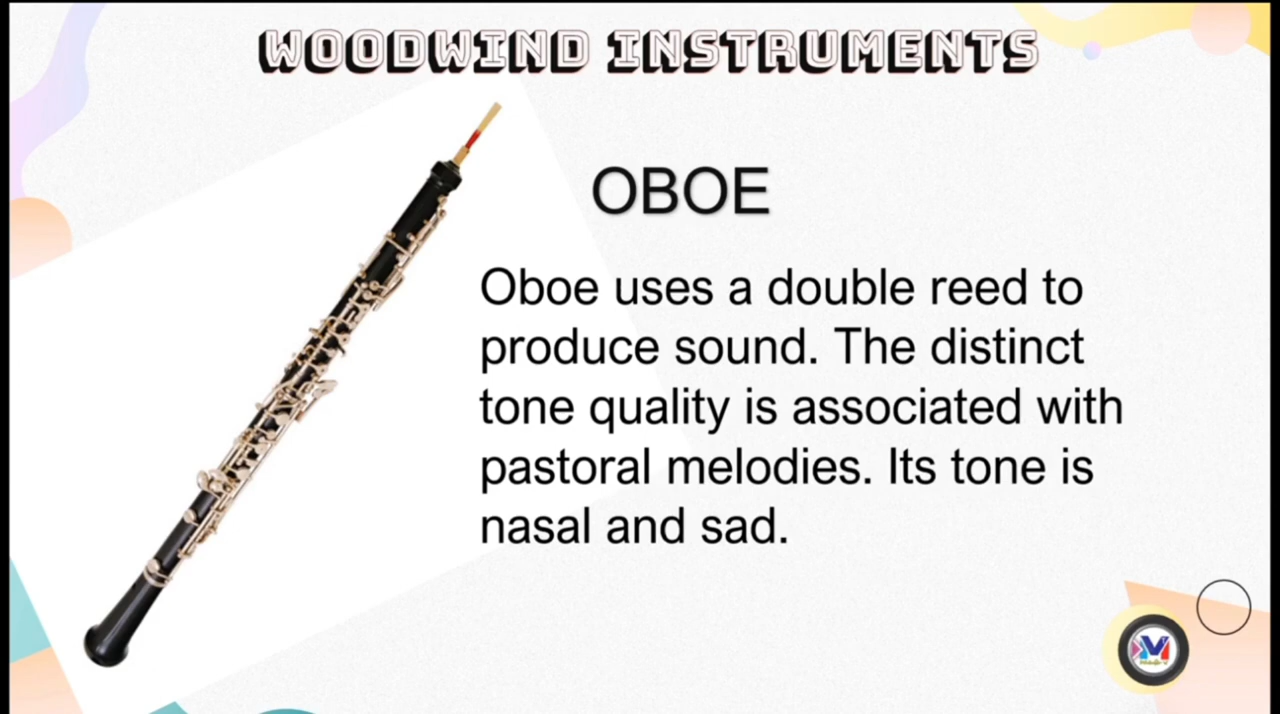 WOODWIND INSTRUMENTS
OBOE
Oboe uses a double reed to
produce sound. The distinct
tone quality is associated with
pastoral melodies. Its tone is
nasal and sad.